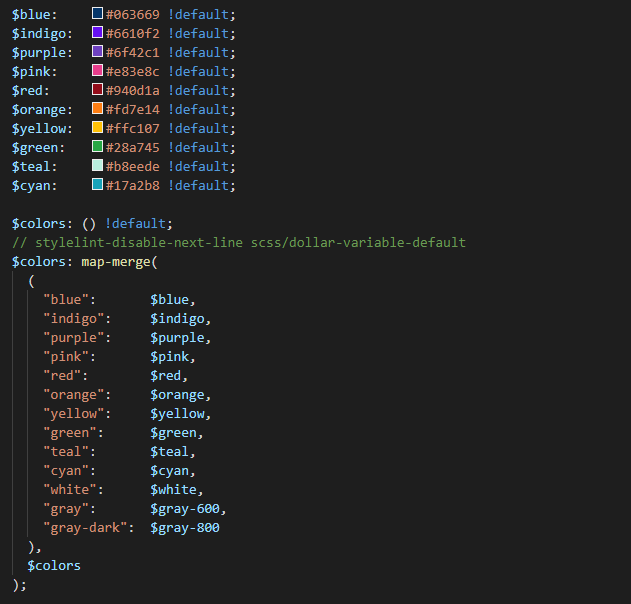 $blue:    #063669 !default;
$indigo:  #6610f2 !default;
$purple:  #6f42c1 !default;
$pink:    #e83e8c !default;
$red:     #940d1a !default;
$orange:  #fd7e14 !default;
$yellow:  #ffc107 !default;
$green:   #28a745 !default;
$teal:    #b8eede !default;
$cyan:    #17a2b8 !default;

$colors: () !default;
// stylelint-disable-next-line scss/dollar-variable-default
$colors: map-merge(
  (
    "blue":       $blue,
    "indigo":     $indigo,
    "purple":     $purple,
    "pink":       $pink,
    "red":        $red,
    "orange":     $orange,
    "yellow":     $yellow,
    "green":      $green,
    "teal":       $teal,
    "cyan":       $cyan,
    "white":      $white,
    "gray":       $gray-600,
    "gray-dark":  $gray-800
  ),
  $colors
);